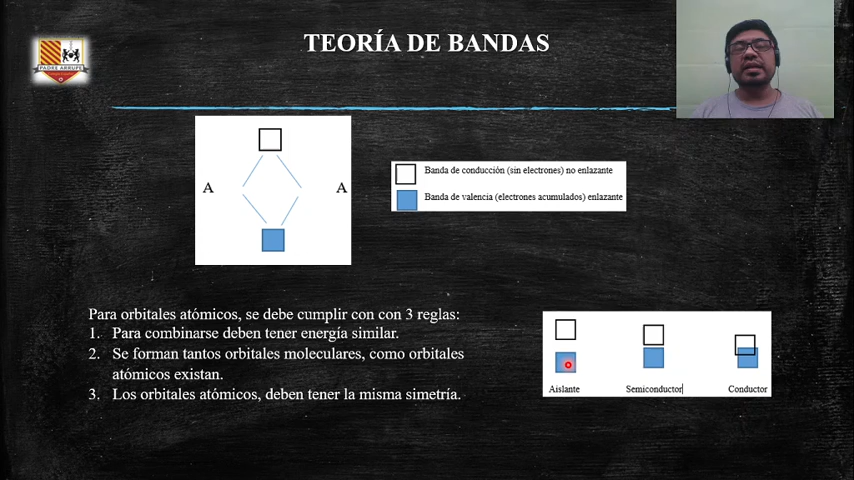 TEORÍA DE BANDAS
PADRE ARRUPE
A
A
Banda de conducción (sin electrones) no enlazante
Banda de valencia (electrones acumulados) enlazante
Para orbitales atómicos, se debe cumplir con con 3 reglas:
1. Para combinarse deben tener energía similar.
2. Se forman tantos orbitales moleculares, como orbitales
atómicos existan.
3. Los orbitales atómicos, deben tener la misma simetría.
Aislante
Semiconductor
Conductor